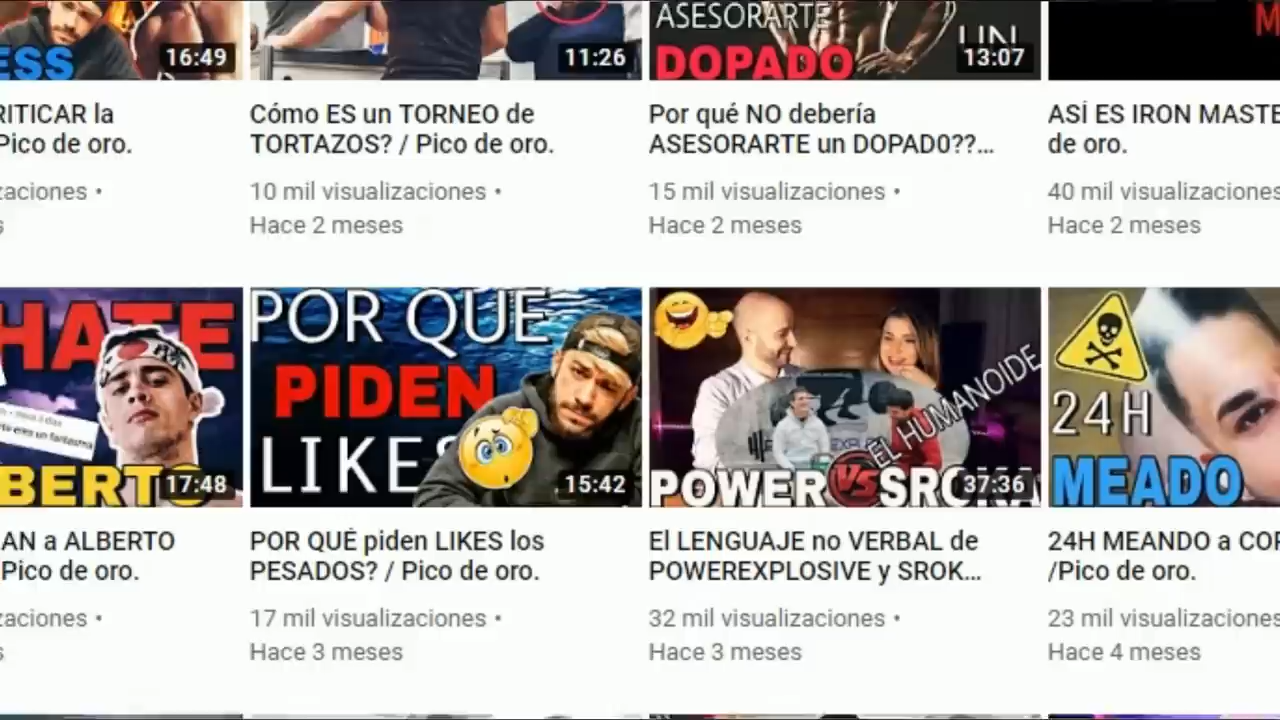 ESS
16:49
11:26
ASESORARTE
UN
DOPADO
13:07
M
RITICAR la
Pico de oro.
zaciones •
s
Cómo ES un TORNEO de
TORTAZOS? / Pico de oro.
10 mil visualizaciones •
Hace 2 meses
Por qué NO debería
ASESORARTE un DOPAD0??...
15 mil visualizaciones •
Hace 2 meses
ASÍ ES IRON MASTE
de oro.
40 mil visualizaciones
Hace 2 meses
HATE
eres un fantasma
BERTO
17:48
POR QUE
PIDEN
LIKES
15:42
EL HUMANOIDE
POWER VS SROKA
37:36
24H
MEADO
AN a ALBERTO
Pico de oro.
zaciones •
s
POR QUÉ piden LIKES los
PESADOS? / Pico de oro.
17 mil visualizaciones •
Hace 3 meses
El LENGUAJE no VERBAL de
POWEREXPLOSIVE y SROK...
32 mil visualizaciones •
Hace 3 meses
24H MEANDO a COR
/Pico de oro.
23 mil visualizaciones
Hace 4 meses